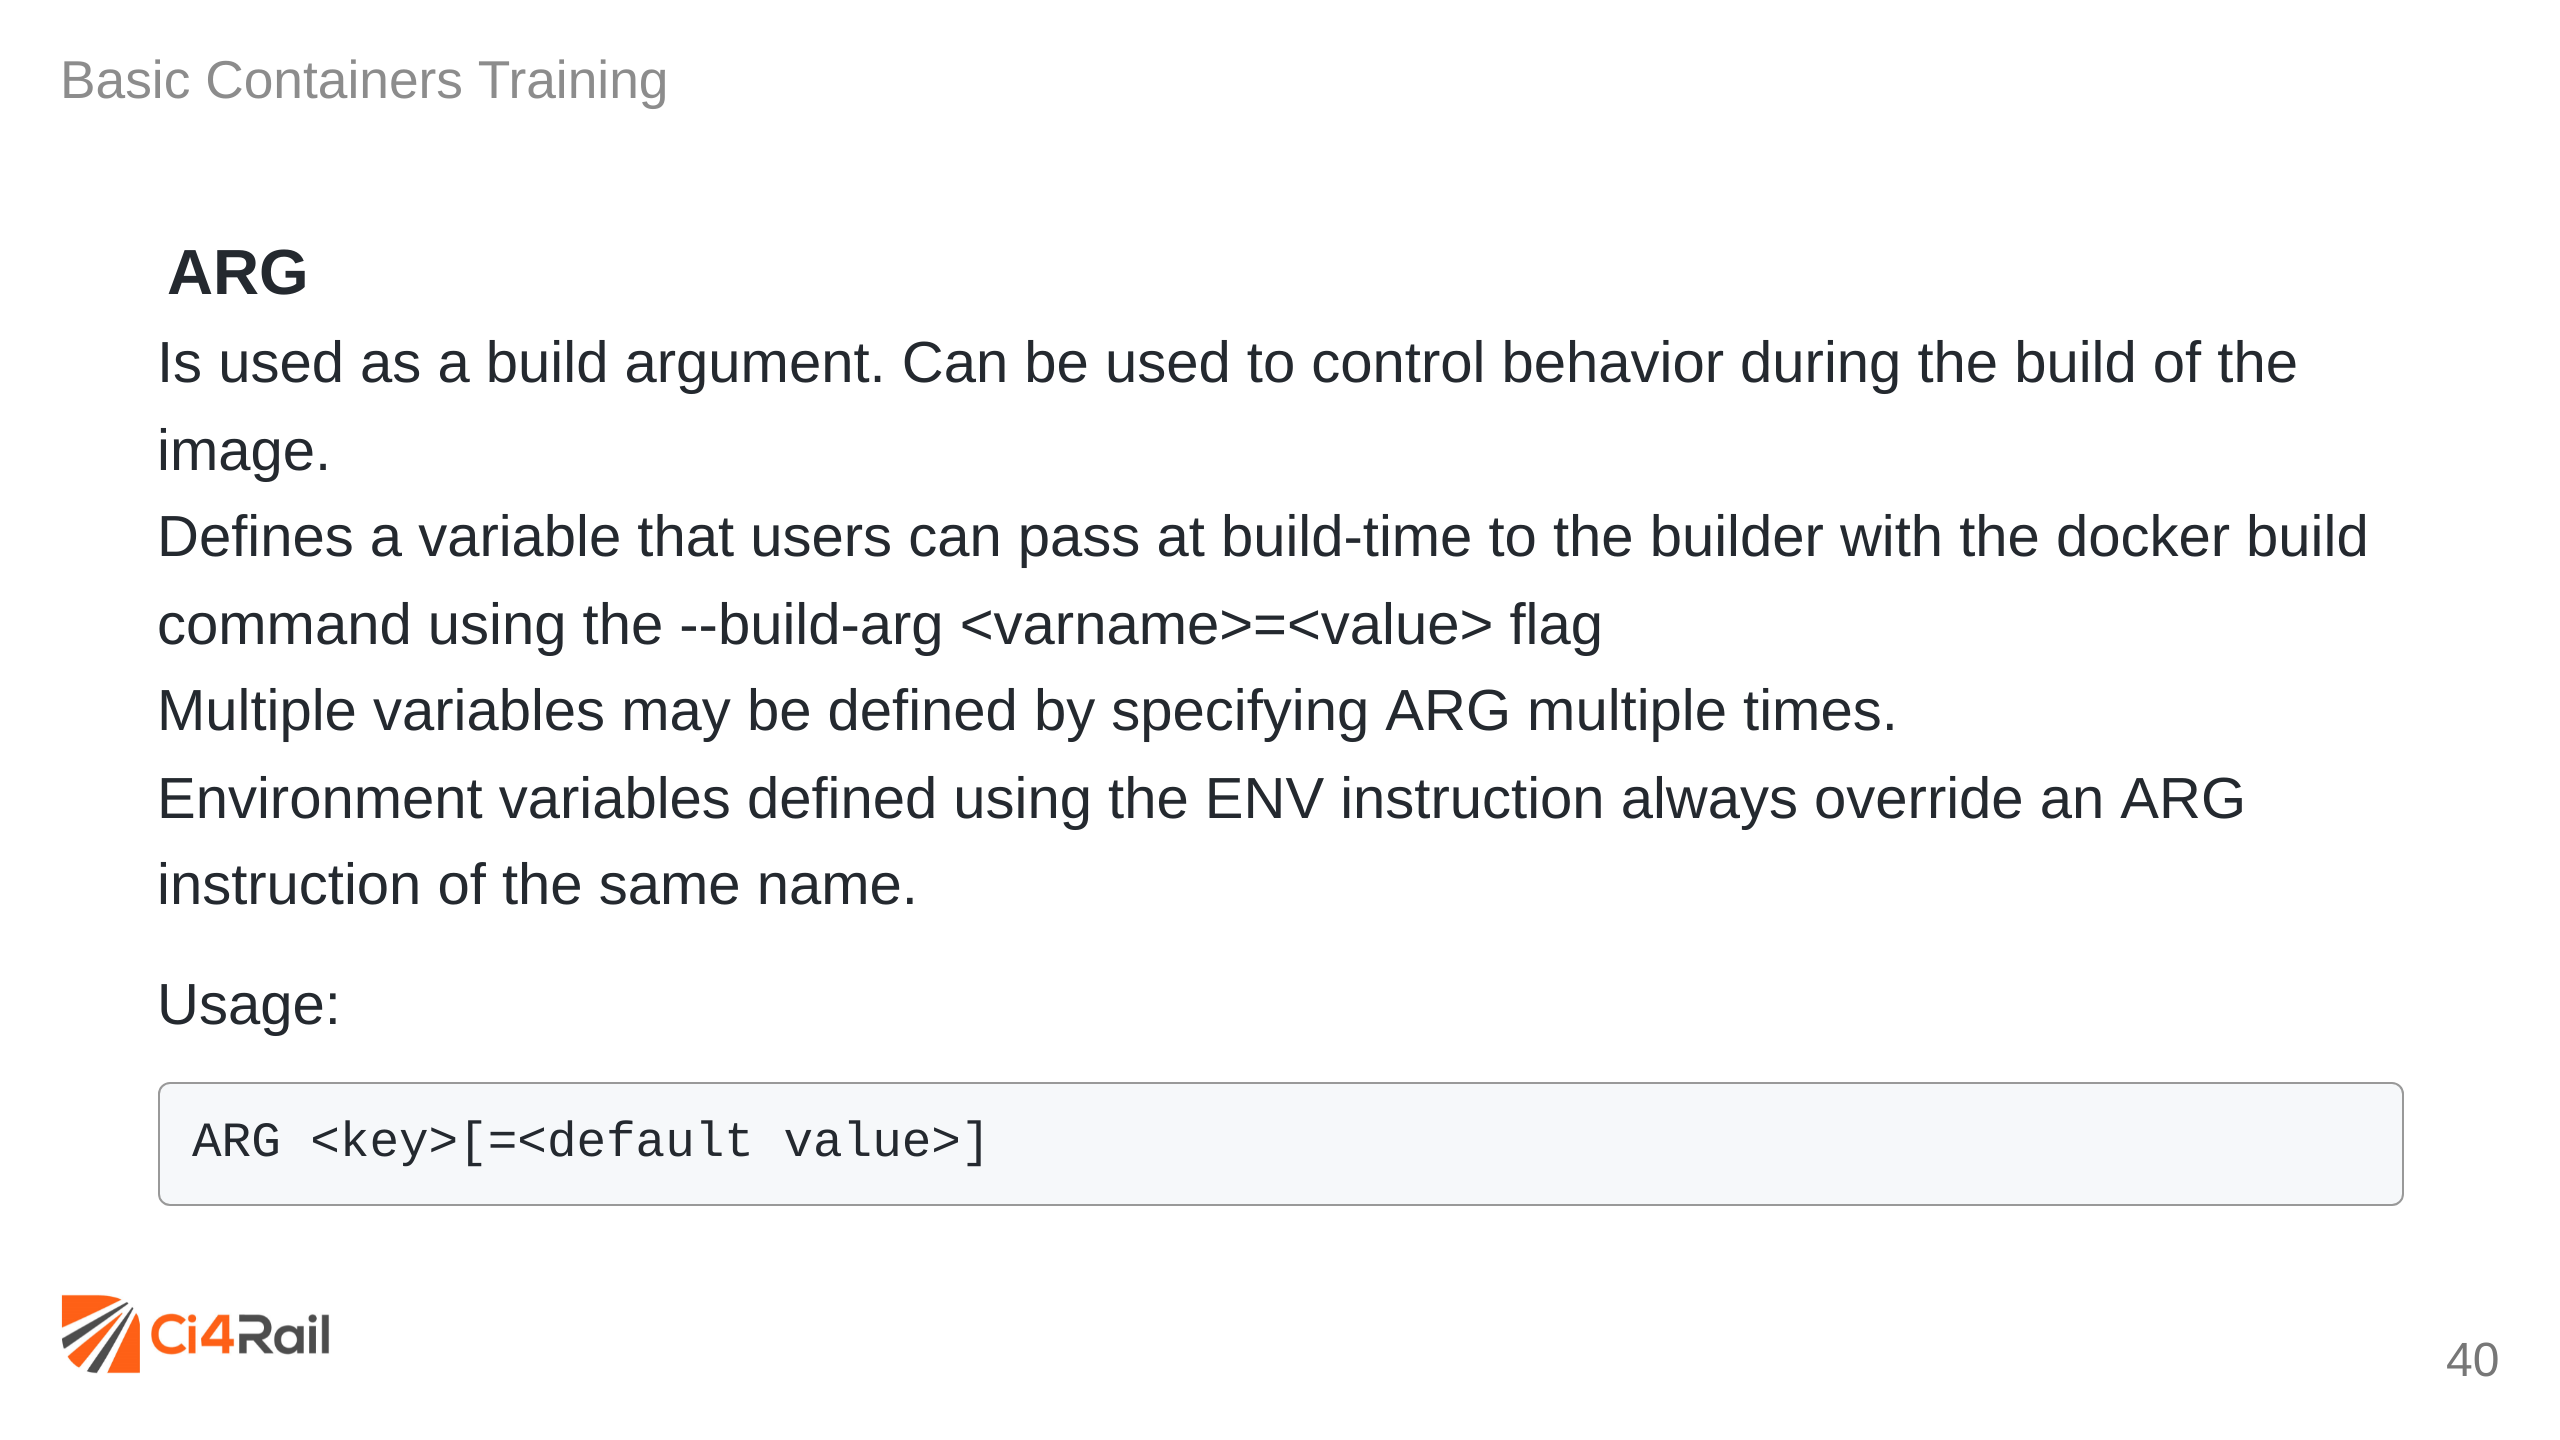 Basic Containers Training
ARG
Is used as a build argument. Can be used to control behavior during the build of the
image.
Defines a variable that users can pass at build-time to the builder with the docker build
command using the --build-arg <varname>=<value> flag
Multiple variables may be defined by specifying ARG multiple times.
Environment variables defined using the ENV instruction always override an ARG
instruction of the same name.
Usage:
ARG <key>[=<default value>]
Ci4Rail
40